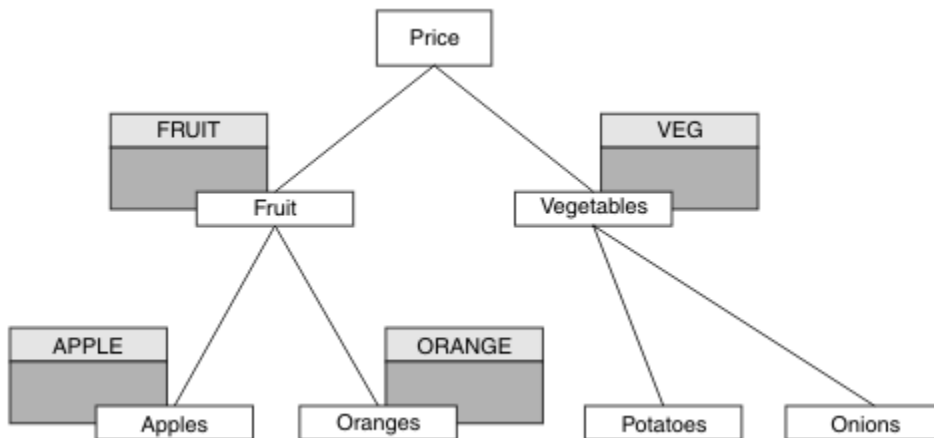 Price
FRUIT
VEG
Fruit
Vegetables
APPLE
ORANGE
Apples
Oranges
Potatoes
Onions